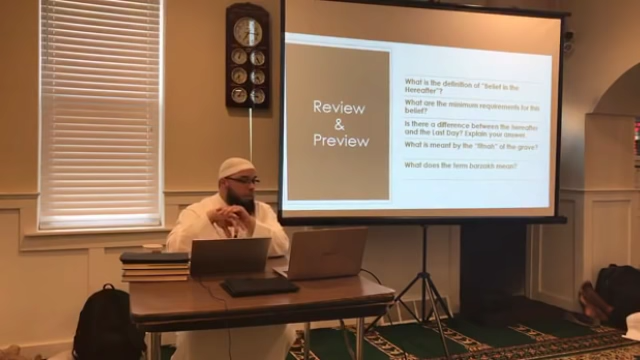 Review
&
Preview
What is the definition of "Belief in the
Hereafter"?
What are the minimum requirements for this
belief?
Is there a difference between the Hereafter
and the Last Day? Explain your answer.
What is meant by the "fitnah" of the grave?
What does the term barzakh mean?